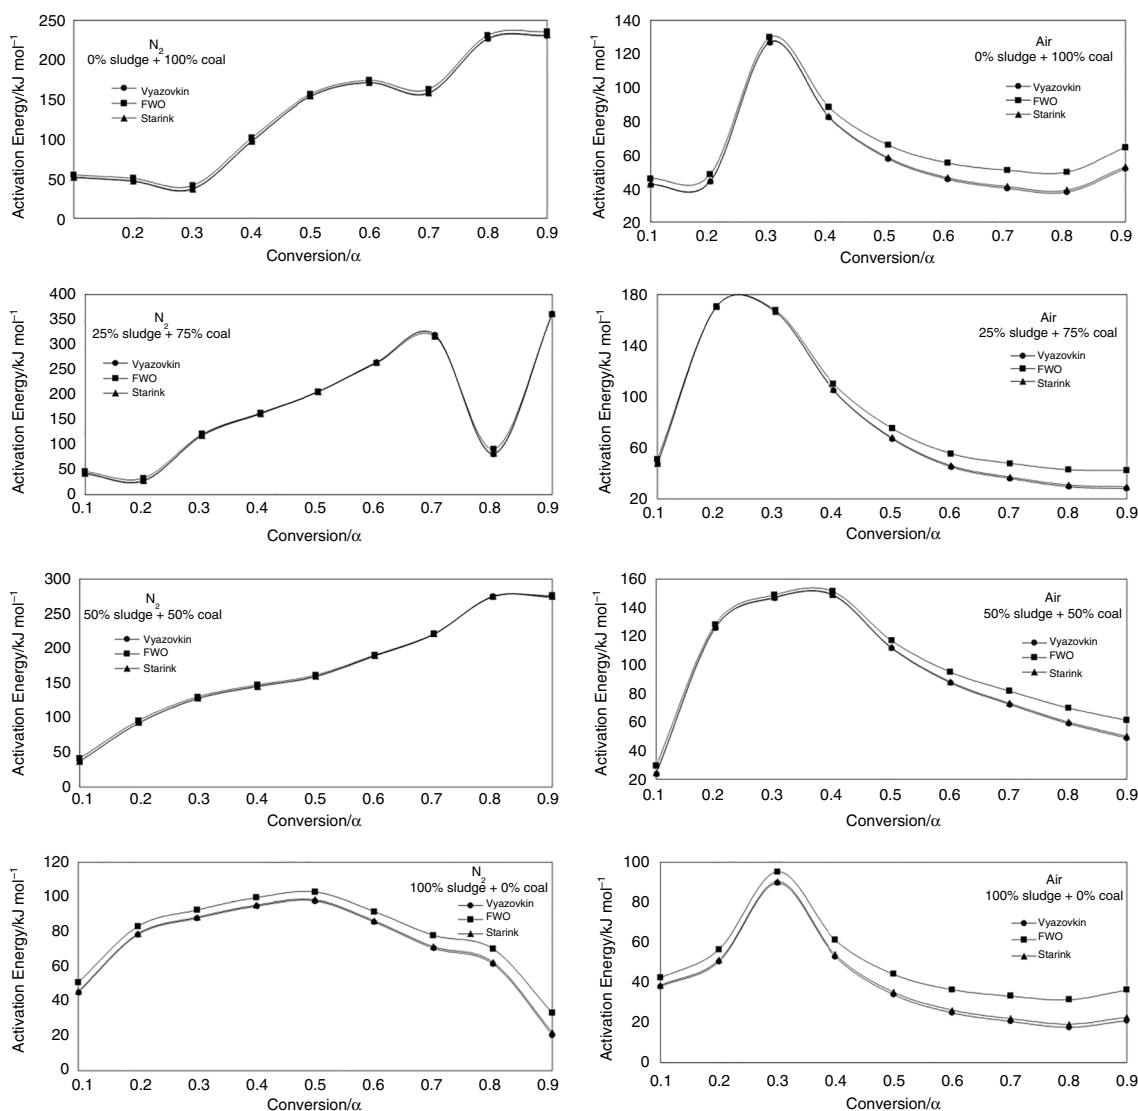 N₂
0% sludge + 100% coal
Vyazovkin
FWO
Starink
Activation Energy/kJ mol⁻¹
250
200
150
100
50
0
0.2 0.3 0.4 0.5 0.6 0.7 0.8 0.9
Conversion/α
Air
0% sludge + 100% coal
Vyazovkin
FWO
Starink
Activation Energy/kJ mol⁻¹
140
120
100
80
60
40
20
0.1 0.2 0.3 0.4 0.5 0.6 0.7 0.8 0.9
Conversion/α
N₂
25% sludge + 75% coal
Vyazovkin
FWO
Starink
Activation Energy/kJ mol⁻¹
400
350
300
250
200
150
100
50
0
0.1 0.2 0.3 0.4 0.5 0.6 0.7 0.8 0.9
Conversion/α
Air
25% sludge + 75% coal
Vyazovkin
FWO
Starink
Activation Energy/kJ mol⁻¹
180
140
100
60
20
0.1 0.2 0.3 0.4 0.5 0.6 0.7 0.8 0.9
Conversion/α
N₂
50% sludge + 50% coal
Vyazovkin
FWO
Starink
Activation Energy/kJ mol⁻¹
300
250
200
150
100
50
0
0.1 0.2 0.3 0.4 0.5 0.6 0.7 0.8 0.9
Conversion/α
Air
50% sludge + 50% coal
Vyazovkin
FWO
Starink
Activation Energy/kJ mol⁻¹
160
140
120
100
80
60
40
20
0.1 0.2 0.3 0.4 0.5 0.6 0.7 0.8 0.9
Conversion/α
N₂
100% sludge + 0% coal
Vyazovkin
FWO
Starink
Activation Energy/kJ mol⁻¹
120
100
80
60
40
20
0
0.1 0.2 0.3 0.4 0.5 0.6 0.7 0.8 0.9
Conversion/α
Air
100% sludge + 0% coal
Vyazovkin
FWO
Starink
Activation Energy/kJ mol⁻¹
100
80
60
40
20
0
0.1 0.2 0.3 0.4 0.5 0.6 0.7 0.8 0.9
Conversion/α